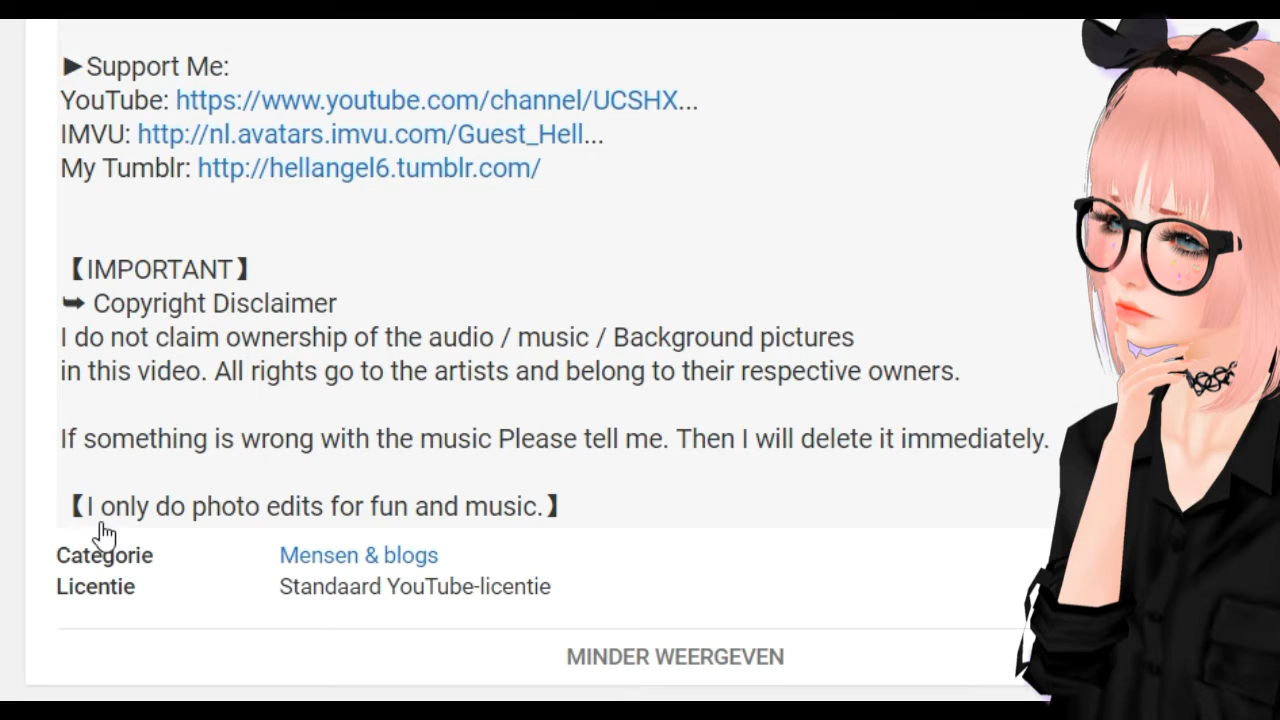 ►Support Me:
YouTube: https://www.youtube.com/channel/UCSHX...
IMVU: http://nl.avatars.imvu.com/Guest_Hell...
My Tumblr: http://hellangel6.tumblr.com/
【IMPORTANT】
➥ Copyright Disclaimer
I do not claim ownership of the audio / music / Background pictures
in this video. All rights go to the artists and belong to their respective owners.
If something is wrong with the music Please tell me. Then I will delete it immediately.
【I only do photo edits for fun and music.】
Categorie Mensen & blogs
Licentie Standaard YouTube-licentie
MINDER WEERGEVEN